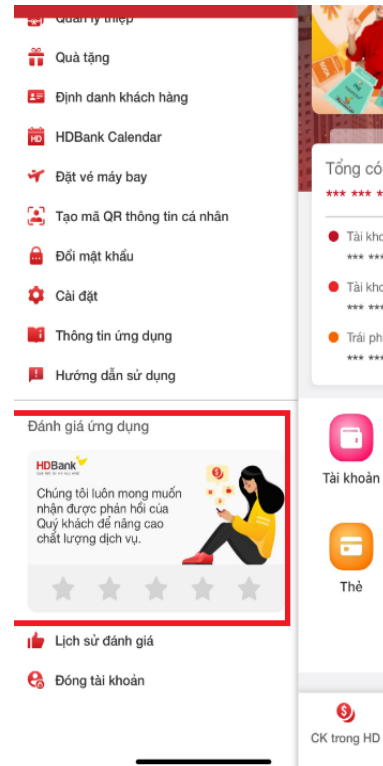 Quản lý thiệp
Quà tặng
Định danh khách hàng
HDBank Calendar
Đặt vé máy bay
Tạo mã QR thông tin cá nhân
Đổi mật khẩu
Cài đặt
Thông tin ứng dụng
Hướng dẫn sử dụng
Đánh giá ứng dụng
HDBank
Chúng tôi luôn mong muốn
nhận được phản hồi của
Quý khách để nâng cao
chất lượng dịch vụ.
Lịch sử đánh giá
Đóng tài khoản
Tổng có
*** *** *
Tài kho
*** ***
Tài kho
*** ***
Trái ph
*** ***
Tài khoản
Thẻ
CK trong HD